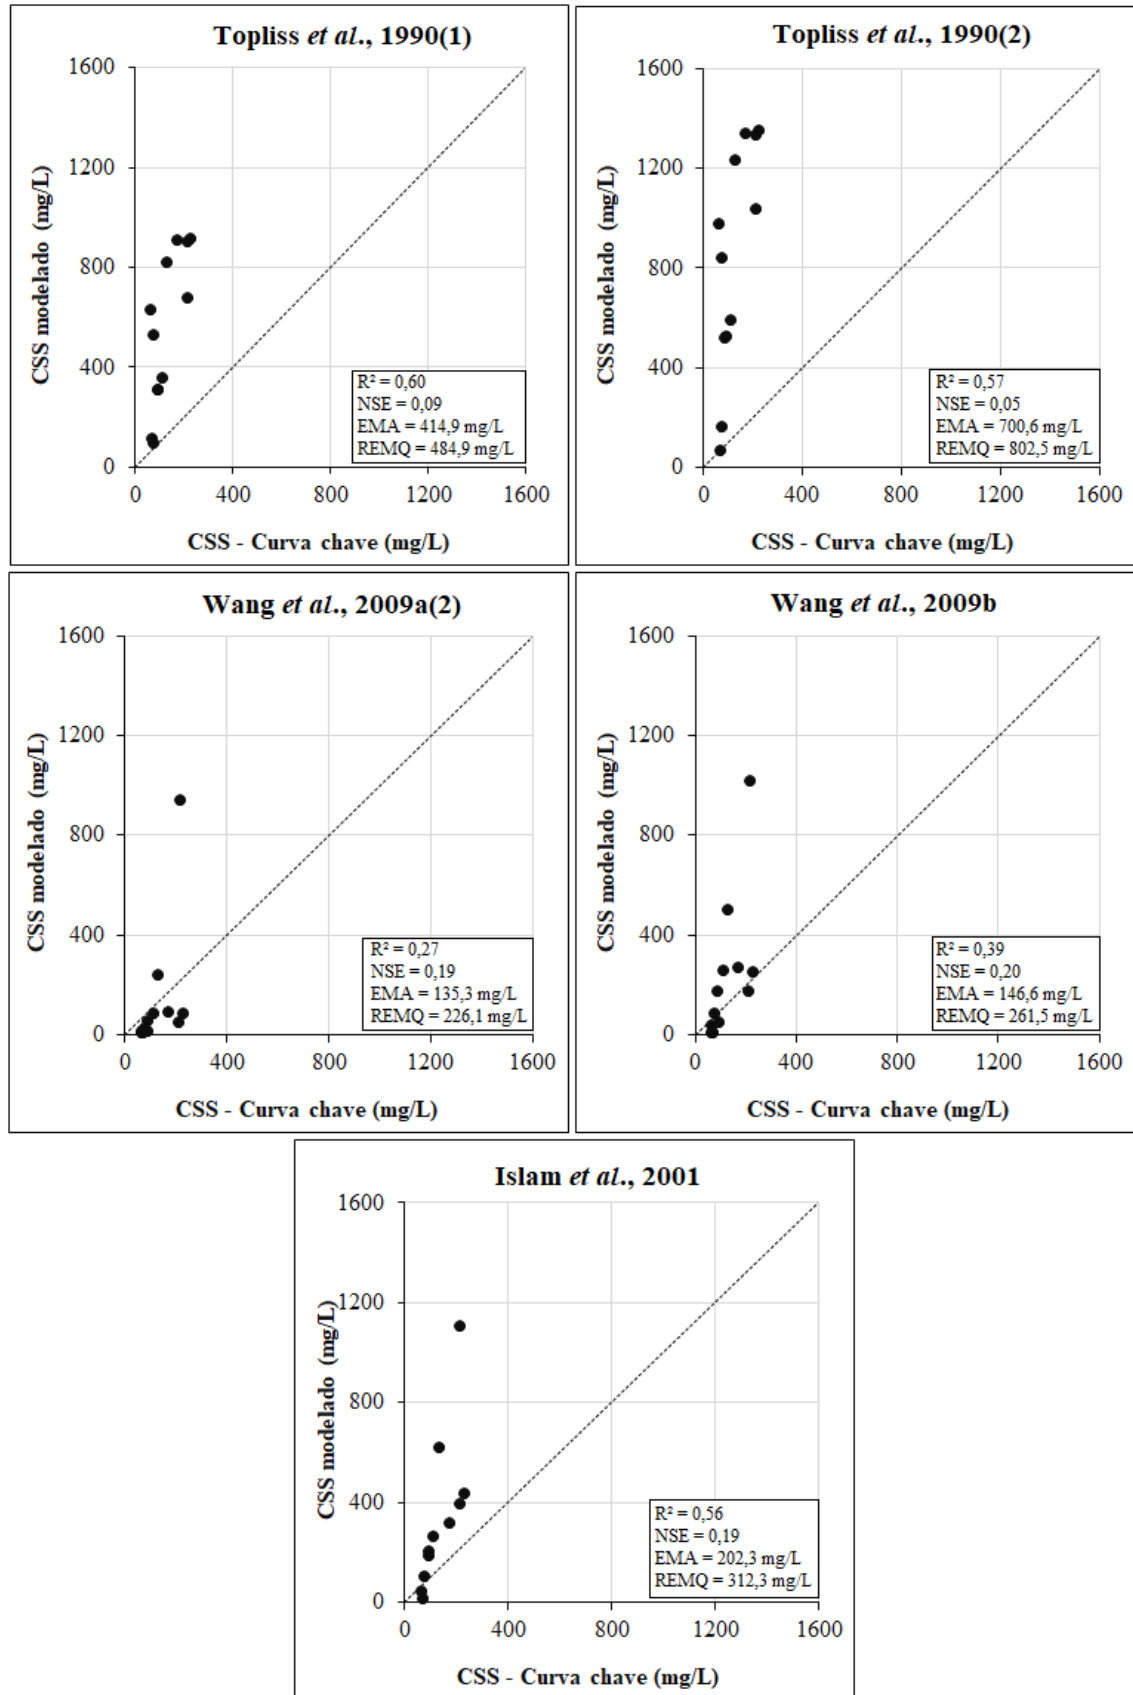 Topliss et al., 1990(1)
1600
1200
800
400
0
CSS modelado (mg/L)
R² = 0,60
NSE = 0,09
EMA = 414,9 mg/L
REMQ = 484,9 mg/L
0 400 800 1200 1600
CSS - Curva chave (mg/L)
Topliss et al., 1990(2)
1600
1200
800
400
0
CSS modelado (mg/L)
R² = 0,57
NSE = 0,05
EMA = 700,6 mg/L
REMQ = 802,5 mg/L
0 400 800 1200 1600
CSS - Curva chave (mg/L)
Wang et al., 2009a(2)
1600
1200
800
400
0
CSS modelado (mg/L)
R² = 0,27
NSE = 0,19
EMA = 135,3 mg/L
REMQ = 226,1 mg/L
0 400 800 1200 1600
CSS - Curva chave (mg/L)
Wang et al., 2009b
1600
1200
800
400
0
CSS modelado (mg/L)
R² = 0,39
NSE = 0,20
EMA = 146,6 mg/L
REMQ = 261,5 mg/L
0 400 800 1200 1600
CSS - Curva chave (mg/L)
Islam et al., 2001
1600
1200
800
400
0
CSS modelado (mg/L)
R² = 0,56
NSE = 0,19
EMA = 202,3 mg/L
REMQ = 312,3 mg/L
0 400 800 1200 1600
CSS - Curva chave (mg/L)